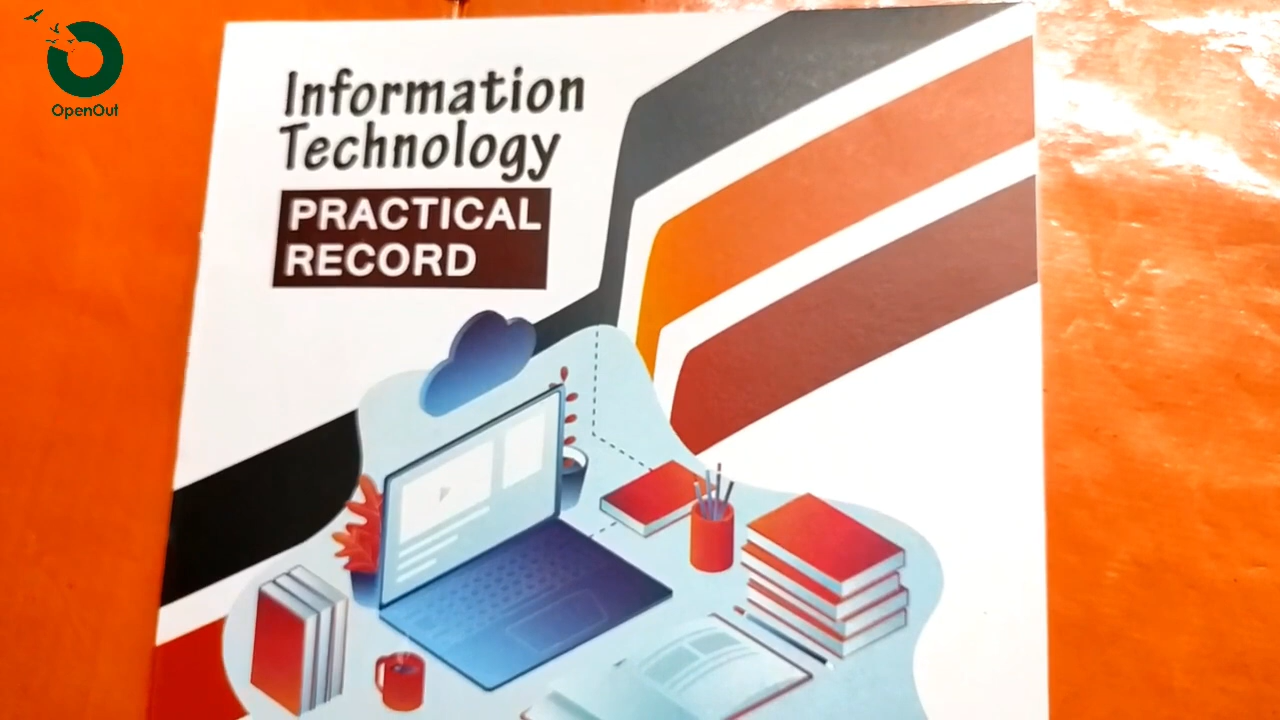 OpenOut
Information
Technology
PRACTICAL
RECORD